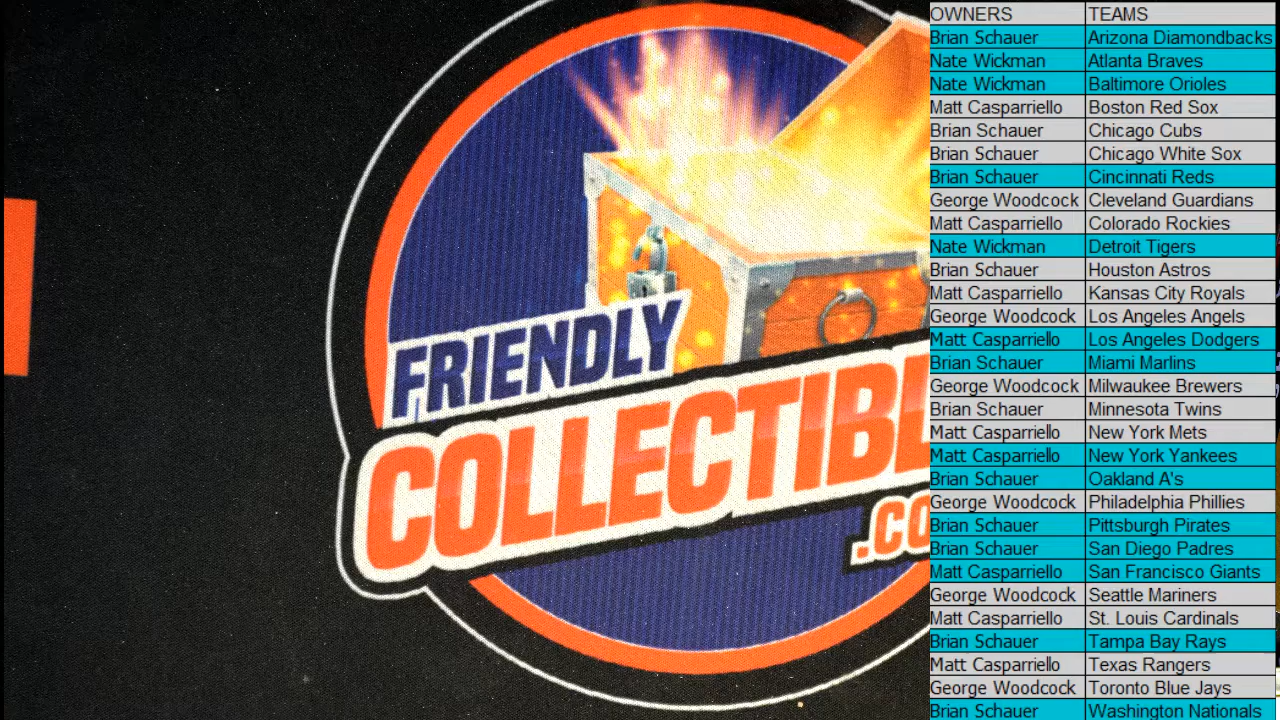 FRIENDLY
COLLECTIBL
.CO
OWNERS TEAMS
Brian Schauer Arizona Diamondbacks
Nate Wickman Atlanta Braves
Nate Wickman Baltimore Orioles
Matt Casparriello Boston Red Sox
Brian Schauer Chicago Cubs
Brian Schauer Chicago White Sox
Brian Schauer Cincinnati Reds
George Woodcock Cleveland Guardians
Matt Casparriello Colorado Rockies
Nate Wickman Detroit Tigers
Brian Schauer Houston Astros
Matt Casparriello Kansas City Royals
George Woodcock Los Angeles Angels
Matt Casparriello Los Angeles Dodgers
Brian Schauer Miami Marlins
George Woodcock Milwaukee Brewers
Brian Schauer Minnesota Twins
Matt Casparriello New York Mets
Matt Casparriello New York Yankees
Brian Schauer Oakland A's
George Woodcock Philadelphia Phillies
Brian Schauer Pittsburgh Pirates
Brian Schauer San Diego Padres
Matt Casparriello San Francisco Giants
George Woodcock Seattle Mariners
Matt Casparriello St. Louis Cardinals
Brian Schauer Tampa Bay Rays
Matt Casparriello Texas Rangers
George Woodcock Toronto Blue Jays
Brian Schauer Washington Nationals